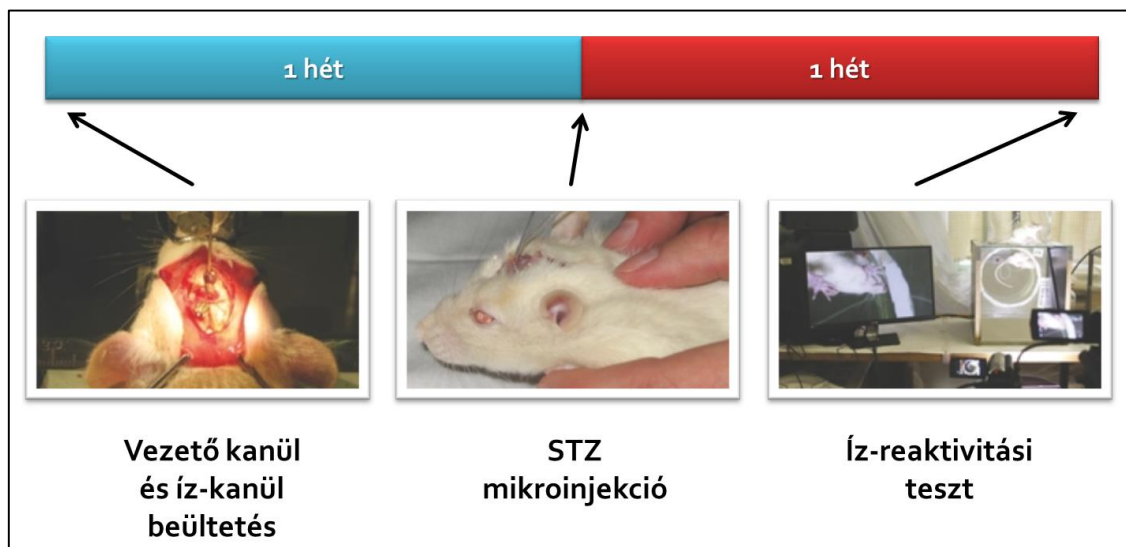 1 hét
1 hét
Vezető kanül
és íz-kanül
beültetés
STZ
mikroinjekció
Íz-reaktivitási
teszt